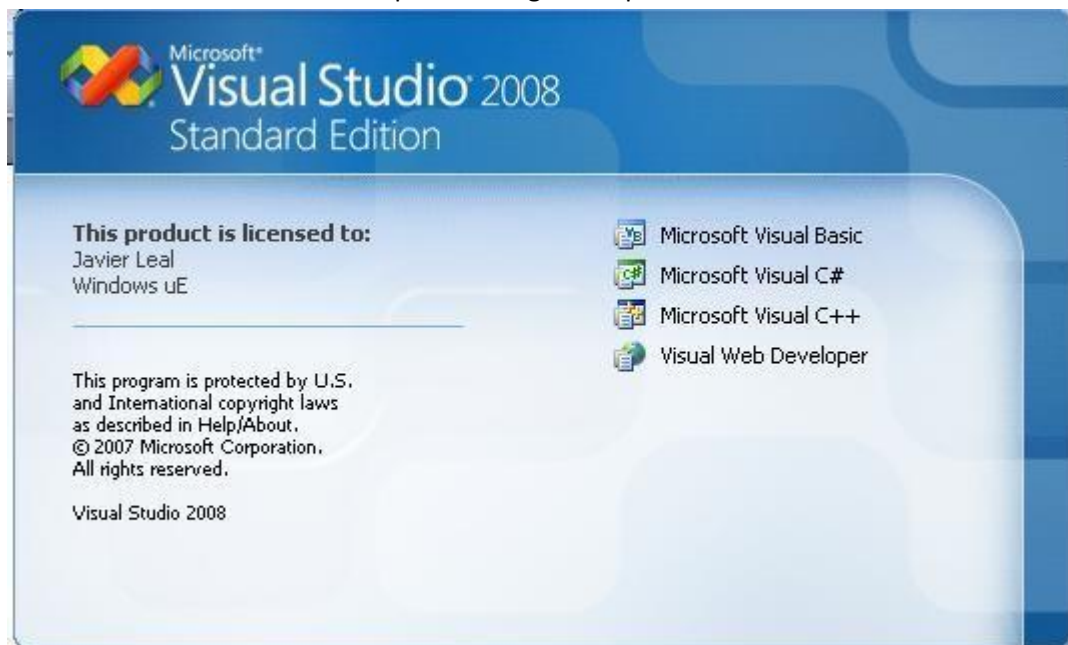 Microsoft®
Visual Studio® 2008
Standard Edition
This product is licensed to:
Javier Leal
Windows uE
This program is protected by U.S.
and International copyright laws
as described in Help/About.
© 2007 Microsoft Corporation.
All rights reserved.
Visual Studio 2008
Microsoft Visual Basic
Microsoft Visual C#
Microsoft Visual C++
Visual Web Developer